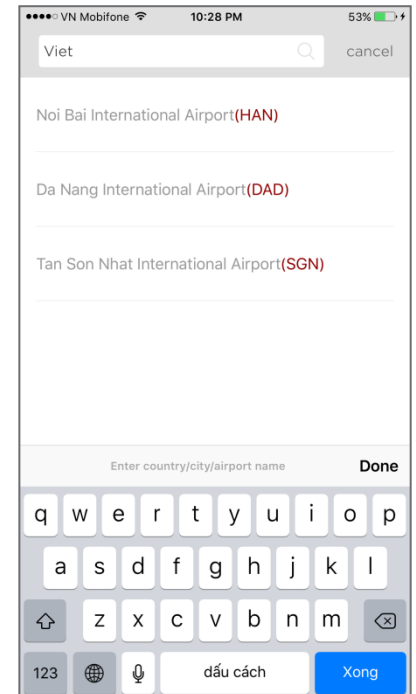 VN Mobifone 10:28 PM 53%
Viet cancel
Noi Bai International Airport(HAN)
Da Nang International Airport(DAD)
Tan Son Nhat International Airport(SGN)
Enter country/city/airport name Done
q w e r t y u i o p
a s d f g h j k l
z x c v b n m
123 dấu cách Xong